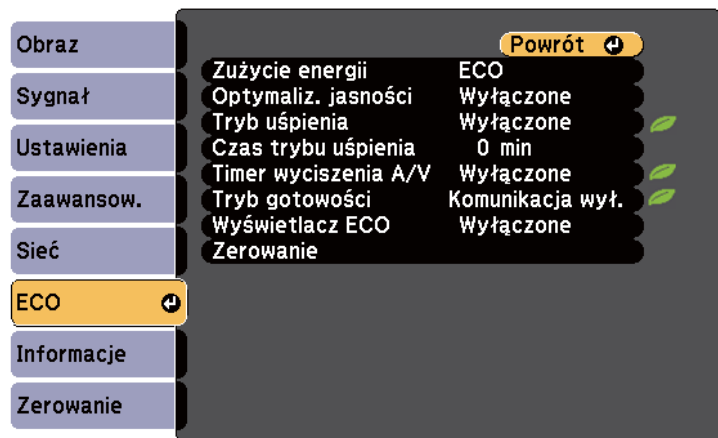 Obraz
Sygnał
Ustawienia
Zaawansow.
Sieć
ECO
Informacje
Zerowanie
Powrót
Zużycie energii ECO
Optymaliz. jasności Wyłączone
Tryb uśpienia Wyłączone
Czas trybu uśpienia 0 min
Timer wyciszenia A/V Wyłączone
Tryb gotowości Komunikacja wył.
Wyświetlacz ECO Wyłączone
Zerowanie